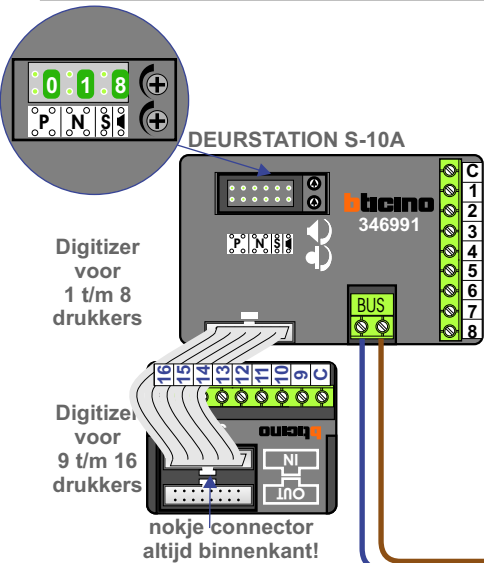 0 1 8
P N S
DEURSTATION S-10A
bticino
346991
P N S
C
1
2
3
4
5
6
7
8
BUS
Digitizer
voor
1 t/m 8
drukkers
16 15 14 13 12 11 10 9 C
bticino
IN
OUT
Digitizer
voor
9 t/m 16
drukkers
nokje connector
altijd binnenkant!